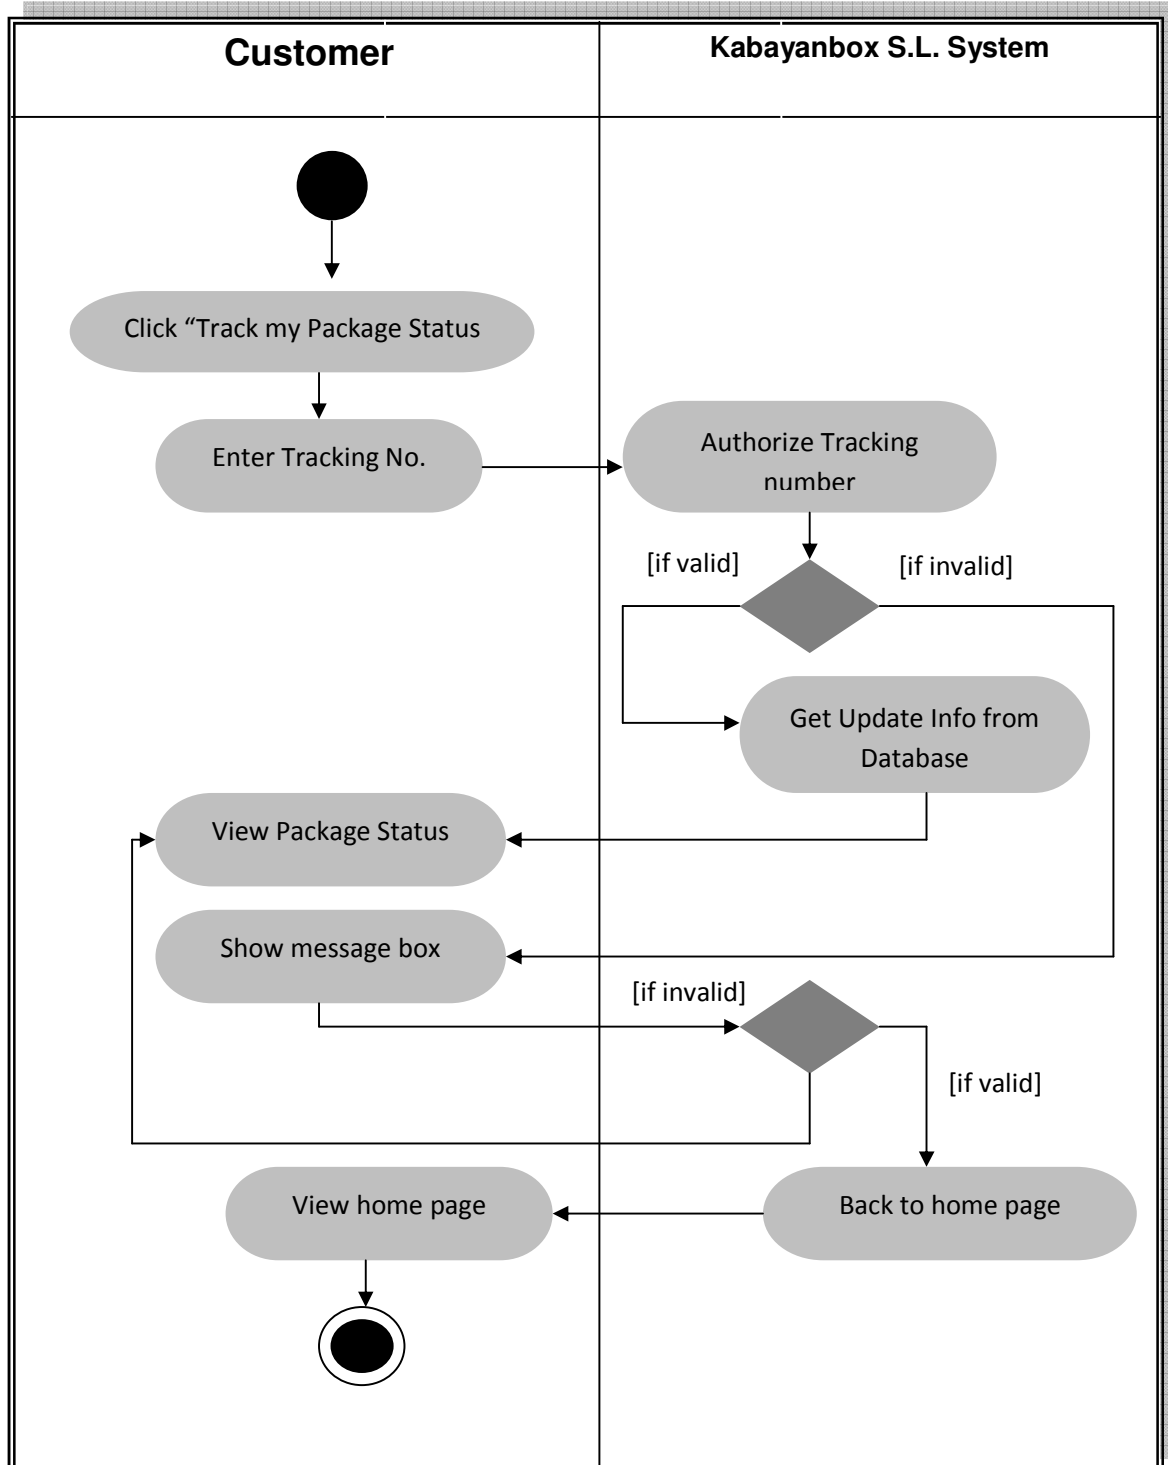 Customer
Kabayanbox S.L. System
Click “Track my Package Status
Enter Tracking No.
Authorize Tracking
number
[if valid]
[if invalid]
Get Update Info from
Database
View Package Status
Show message box
[if invalid]
[if valid]
View home page
Back to home page